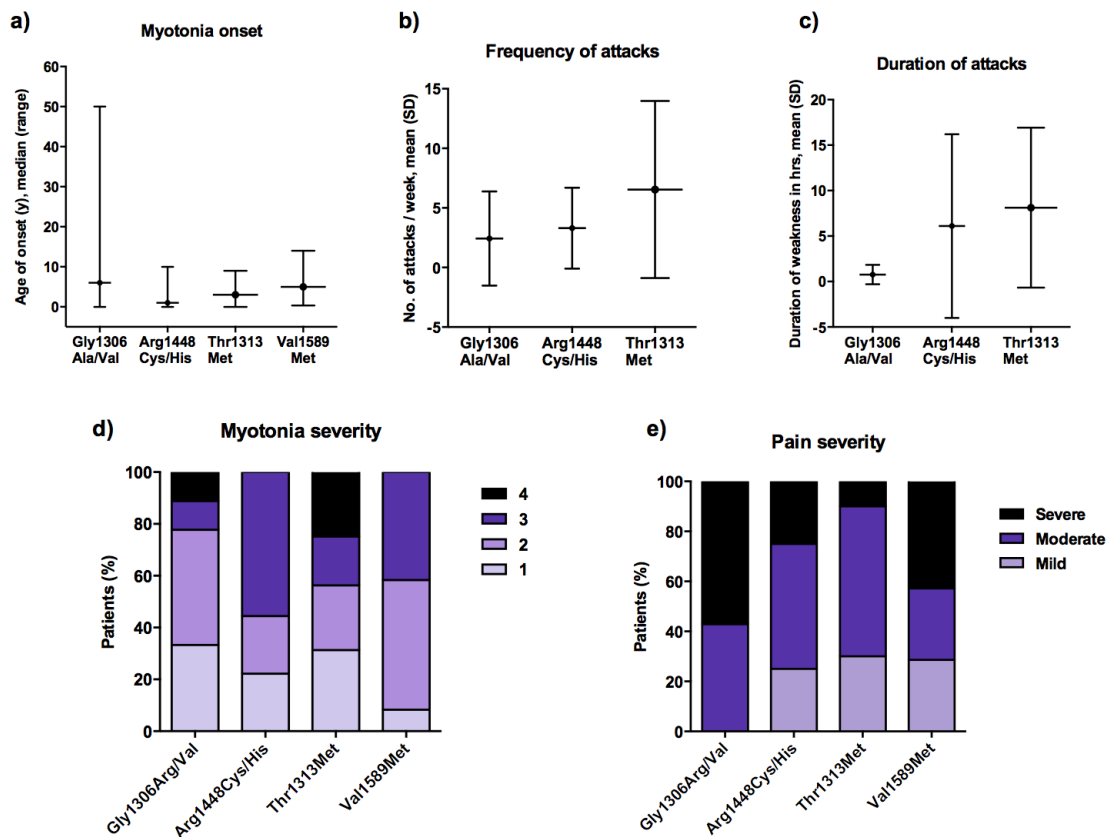 a)
Myotonia onset
Age of onset (y), median (range)
60
50
40
30
20
10
0
Gly1306
Ala/Val
Arg1448
Cys/His
Thr1313
Met
Val1589
Met
b)
Frequency of attacks
No. of attacks / week, mean (SD)
15
10
5
0
-5
Gly1306
Ala/Val
Arg1448
Cys/His
Thr1313
Met
c)
Duration of attacks
Duration of weakness in hrs, mean (SD)
20
15
10
5
0
-5
Gly1306
Ala/Val
Arg1448
Cys/His
Thr1313
Met
d)
Myotonia severity
Patients (%)
100
80
60
40
20
0
Gly1306Arg/Val
Arg1448Cys/His
Thr1313Met
Val1589Met
4
3
2
1
e)
Pain severity
Patients (%)
100
80
60
40
20
0
Gly1306Arg/Val
Arg1448Cys/His
Thr1313Met
Val1589Met
Severe
Moderate
Mild